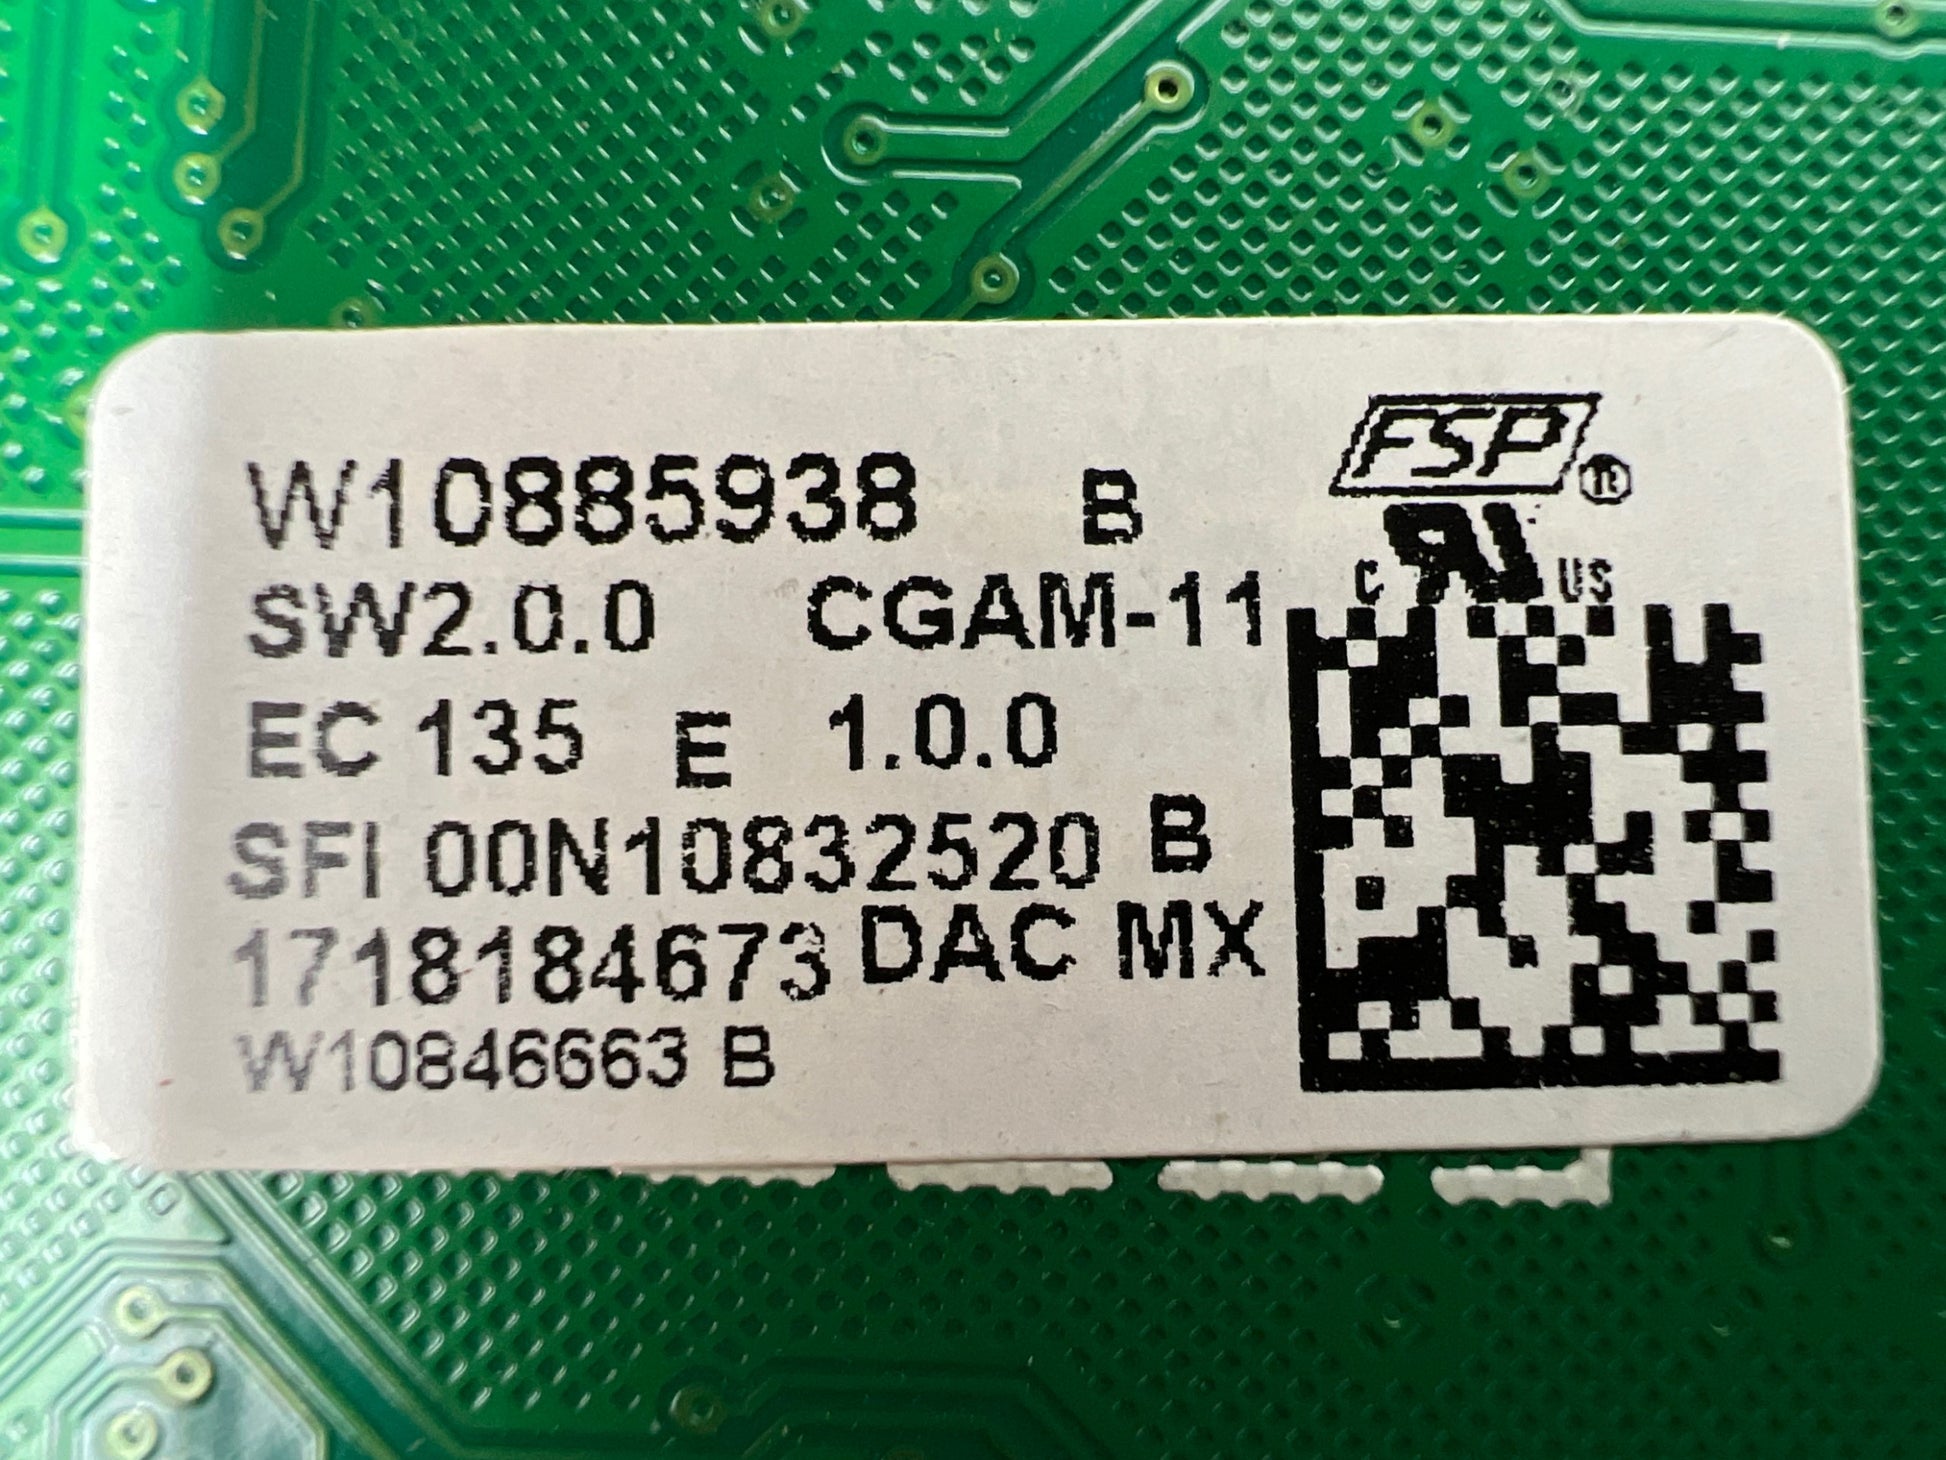 FSP ®
W10885938 B
C UR US
SW2.0.0 CGAM-11
EC 135 E 1.0.0
SFI 00N10832520 B
1718184673 DAC MX
W10846663 B